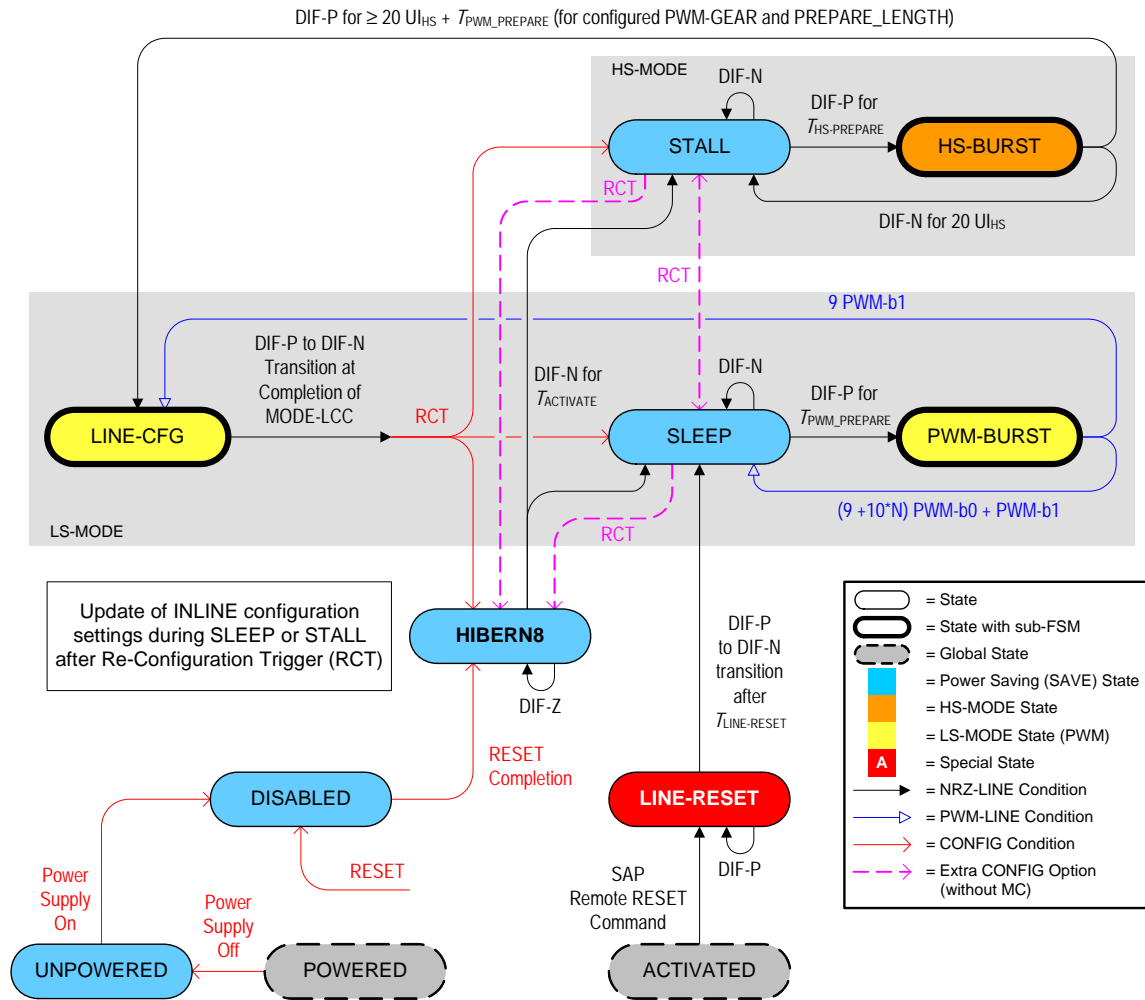 DIF-P for ≥ 20 UIHS + TPWM_PREPARE (for configured PWM-GEAR and PREPARE_LENGTH)
HS-MODE
DIF-N
DIF-P for
THS-PREPARE
STALL
HS-BURST
RCT
DIF-N for 20 UIHS
RCT
9 PWM-b1
DIF-P to DIF-N
Transition at
Completion of
MODE-LCC
DIF-N for
TACTIVATE
DIF-N
DIF-P for
TPWM_PREPARE
LINE-CFG
RCT
SLEEP
PWM-BURST
(9 +10*N) PWM-b0 + PWM-b1
LS-MODE
RCT
Update of INLINE configuration
settings during SLEEP or STALL
after Re-Configuration Trigger (RCT)
HIBERN8
DIF-Z
DIF-P
to DIF-N
transition
after
TLINE-RESET
RESET
Completion
DISABLED
LINE-RESET
RESET
DIF-P
Power
Supply
On
Power
Supply
Off
SAP
Remote RESET
Command
UNPOWERED
POWERED
ACTIVATED
= State
= State with sub-FSM
= Global State
= Power Saving (SAVE) State
= HS-MODE State
= LS-MODE State (PWM)
A = Special State
= NRZ-LINE Condition
= PWM-LINE Condition
= CONFIG Condition
= Extra CONFIG Option
(without MC)